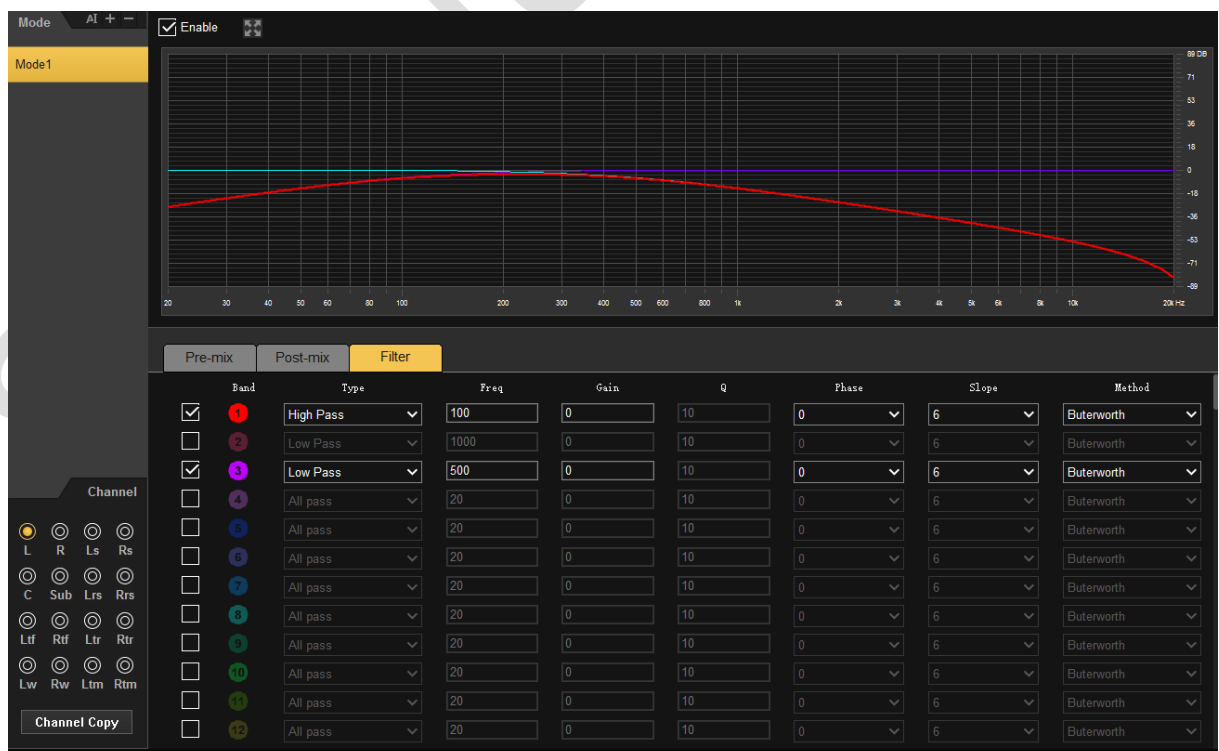 Mode AI + −
Enable
Mode1
89 DB
71
53
36
18
0
-18
-36
-53
-71
-89
20 30 40 50 60 80 100 200 300 400 500 600 800 1k 2k 3k 4k 5k 6k 8k 10k 20k Hz
Pre-mix Post-mix Filter
Band Type Freq Gain Q Phase Slope Method
1 High Pass 100 0 10 0 6 Buterworth
2 Low Pass 1000 0 10 0 6 Buterworth
3 Low Pass 500 0 10 0 6 Buterworth
4 All pass 20 0 10 0 6 Buterworth
5 All pass 20 0 10 0 6 Buterworth
6 All pass 20 0 10 0 6 Buterworth
7 All pass 20 0 10 0 6 Buterworth
8 All pass 20 0 10 0 6 Buterworth
9 All pass 20 0 10 0 6 Buterworth
10 All pass 20 0 10 0 6 Buterworth
11 All pass 20 0 10 0 6 Buterworth
12 All pass 20 0 10 0 6 Buterworth
Channel
L R Ls Rs
C Sub Lrs Rrs
Ltf Rtf Ltr Rtr
Lw Rw Ltm Rtm
Channel Copy